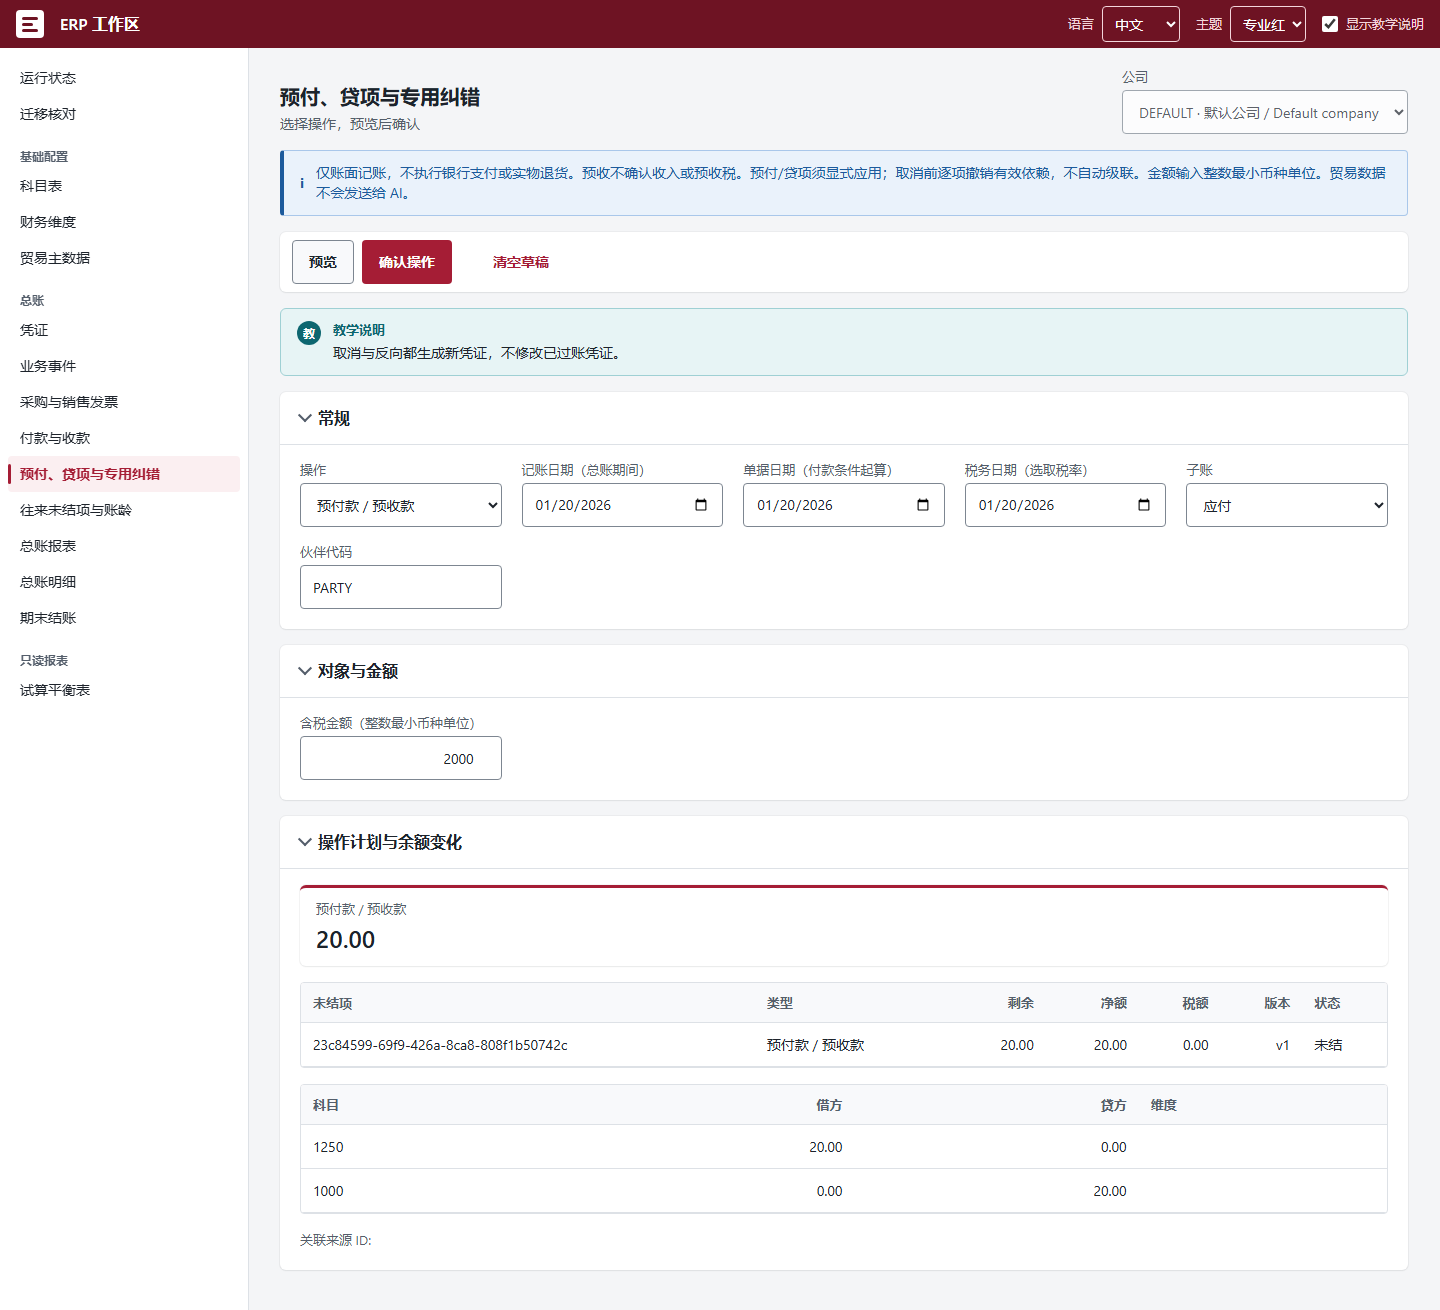 ERP 工作区
语言 中文 主题 专业红 显示教学说明
运行状态
迁移核对
基础配置
科目表
财务维度
贸易主数据
总账
凭证
业务事件
采购与销售发票
付款与收款
预付、贷项与专用纠错
往来未结项与账龄
总账报表
总账明细
期末结账
只读报表
试算平衡表
预付、贷项与专用纠错
选择操作，预览后确认
公司
DEFAULT · 默认公司 / Default company
i 仅账面记账，不执行银行支付或实物退货。预收不确认收入或预收税。预付/贷项须显式应用；取消前逐项撤销有效依赖，不自动级联。金额输入整数最小币种单位。贸易数据
不会发送给 AI。
预览 确认操作 清空草稿
教 教学说明
取消与反向都生成新凭证，不修改已过账凭证。
常规
操作 记账日期（总账期间） 单据日期（付款条件起算） 税务日期（选取税率） 子账
预付款 / 预收款 01/20/2026 01/20/2026 01/20/2026 应付
伙伴代码
PARTY
对象与金额
含税金额（整数最小币种单位）
2000
操作计划与余额变化
预付款 / 预收款
20.00
未结项 类型 剩余 净额 税额 版本 状态
23c84599-69f9-426a-8ca8-808f1b50742c 预付款 / 预收款 20.00 20.00 0.00 v1 未结
科目 借方 贷方 维度
1250 20.00 0.00
1000 0.00 20.00
关联来源 ID: